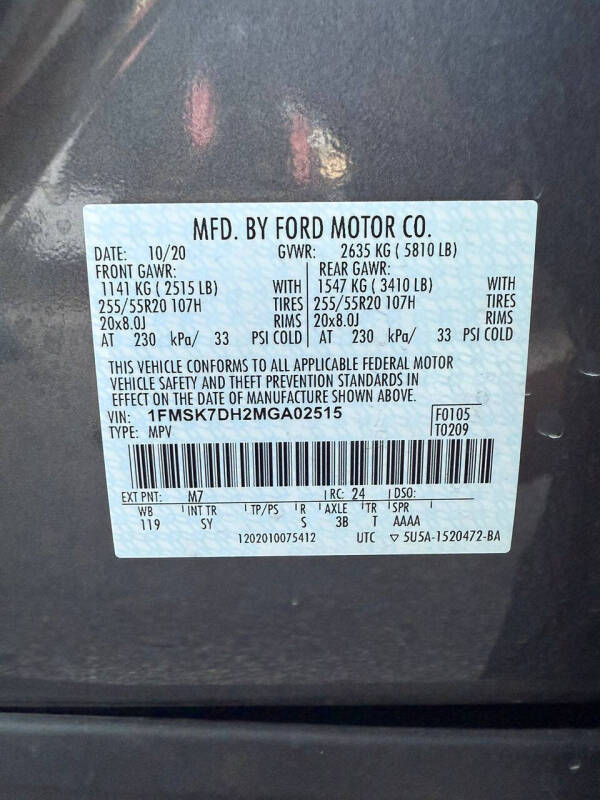 MFD. BY FORD MOTOR CO.
DATE: 10/20 GVWR: 2635 KG ( 5810 LB)
FRONT GAWR: REAR GAWR:
1141 KG ( 2515 LB) WITH 1547 KG ( 3410 LB) WITH
255/55R20 107H TIRES 255/55R20 107H TIRES
20x8.0J RIMS 20x8.0J RIMS
AT 230 kPa/ 33 PSI COLD AT 230 kPa/ 33 PSI COLD
THIS VEHICLE CONFORMS TO ALL APPLICABLE FEDERAL MOTOR
VEHICLE SAFETY AND THEFT PREVENTION STANDARDS IN
EFFECT ON THE DATE OF MANUFACTURE SHOWN ABOVE.
VIN: 1FMSK7DH2MGA02515 F0105
TYPE: MPV T0209
EXT PNT: M7 RC: 24 DSO:
WB INT TR TP/PS R AXLE TR SPR
119 SY S 3B T AAAA
1202010075412 UTC ▽ 5U5A-1520472-BA